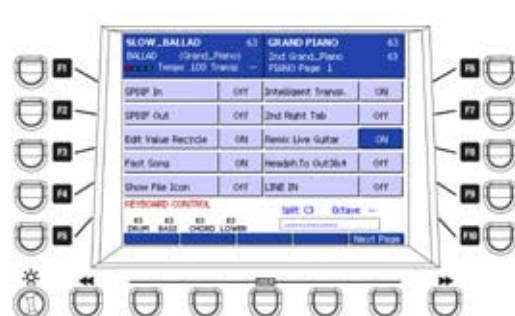 SLOW_BALLAD 63 GRAND PIANO 63
BALLAD (Grand_Piano) 2nd Grand_Piano 63
Tempo 100 Transp -- PIANO Page 1
SPDIF In Off Intelligent Transp. ON
SPDIF Out Off 2nd Right Tab Off
Edit Value Recycle ON Remix Live Guitar ON
Fast Song ON Headph.To Out3&4 Off
Show File Icon Off LINE IN Off
KEYBOARD CONTROL Split C3 Octave --
63 63 63 63
DRUM BASS CHORD LOWER
Next Page
F1
F2
F3
F4
F5
F6
F7
F8
F9
F10